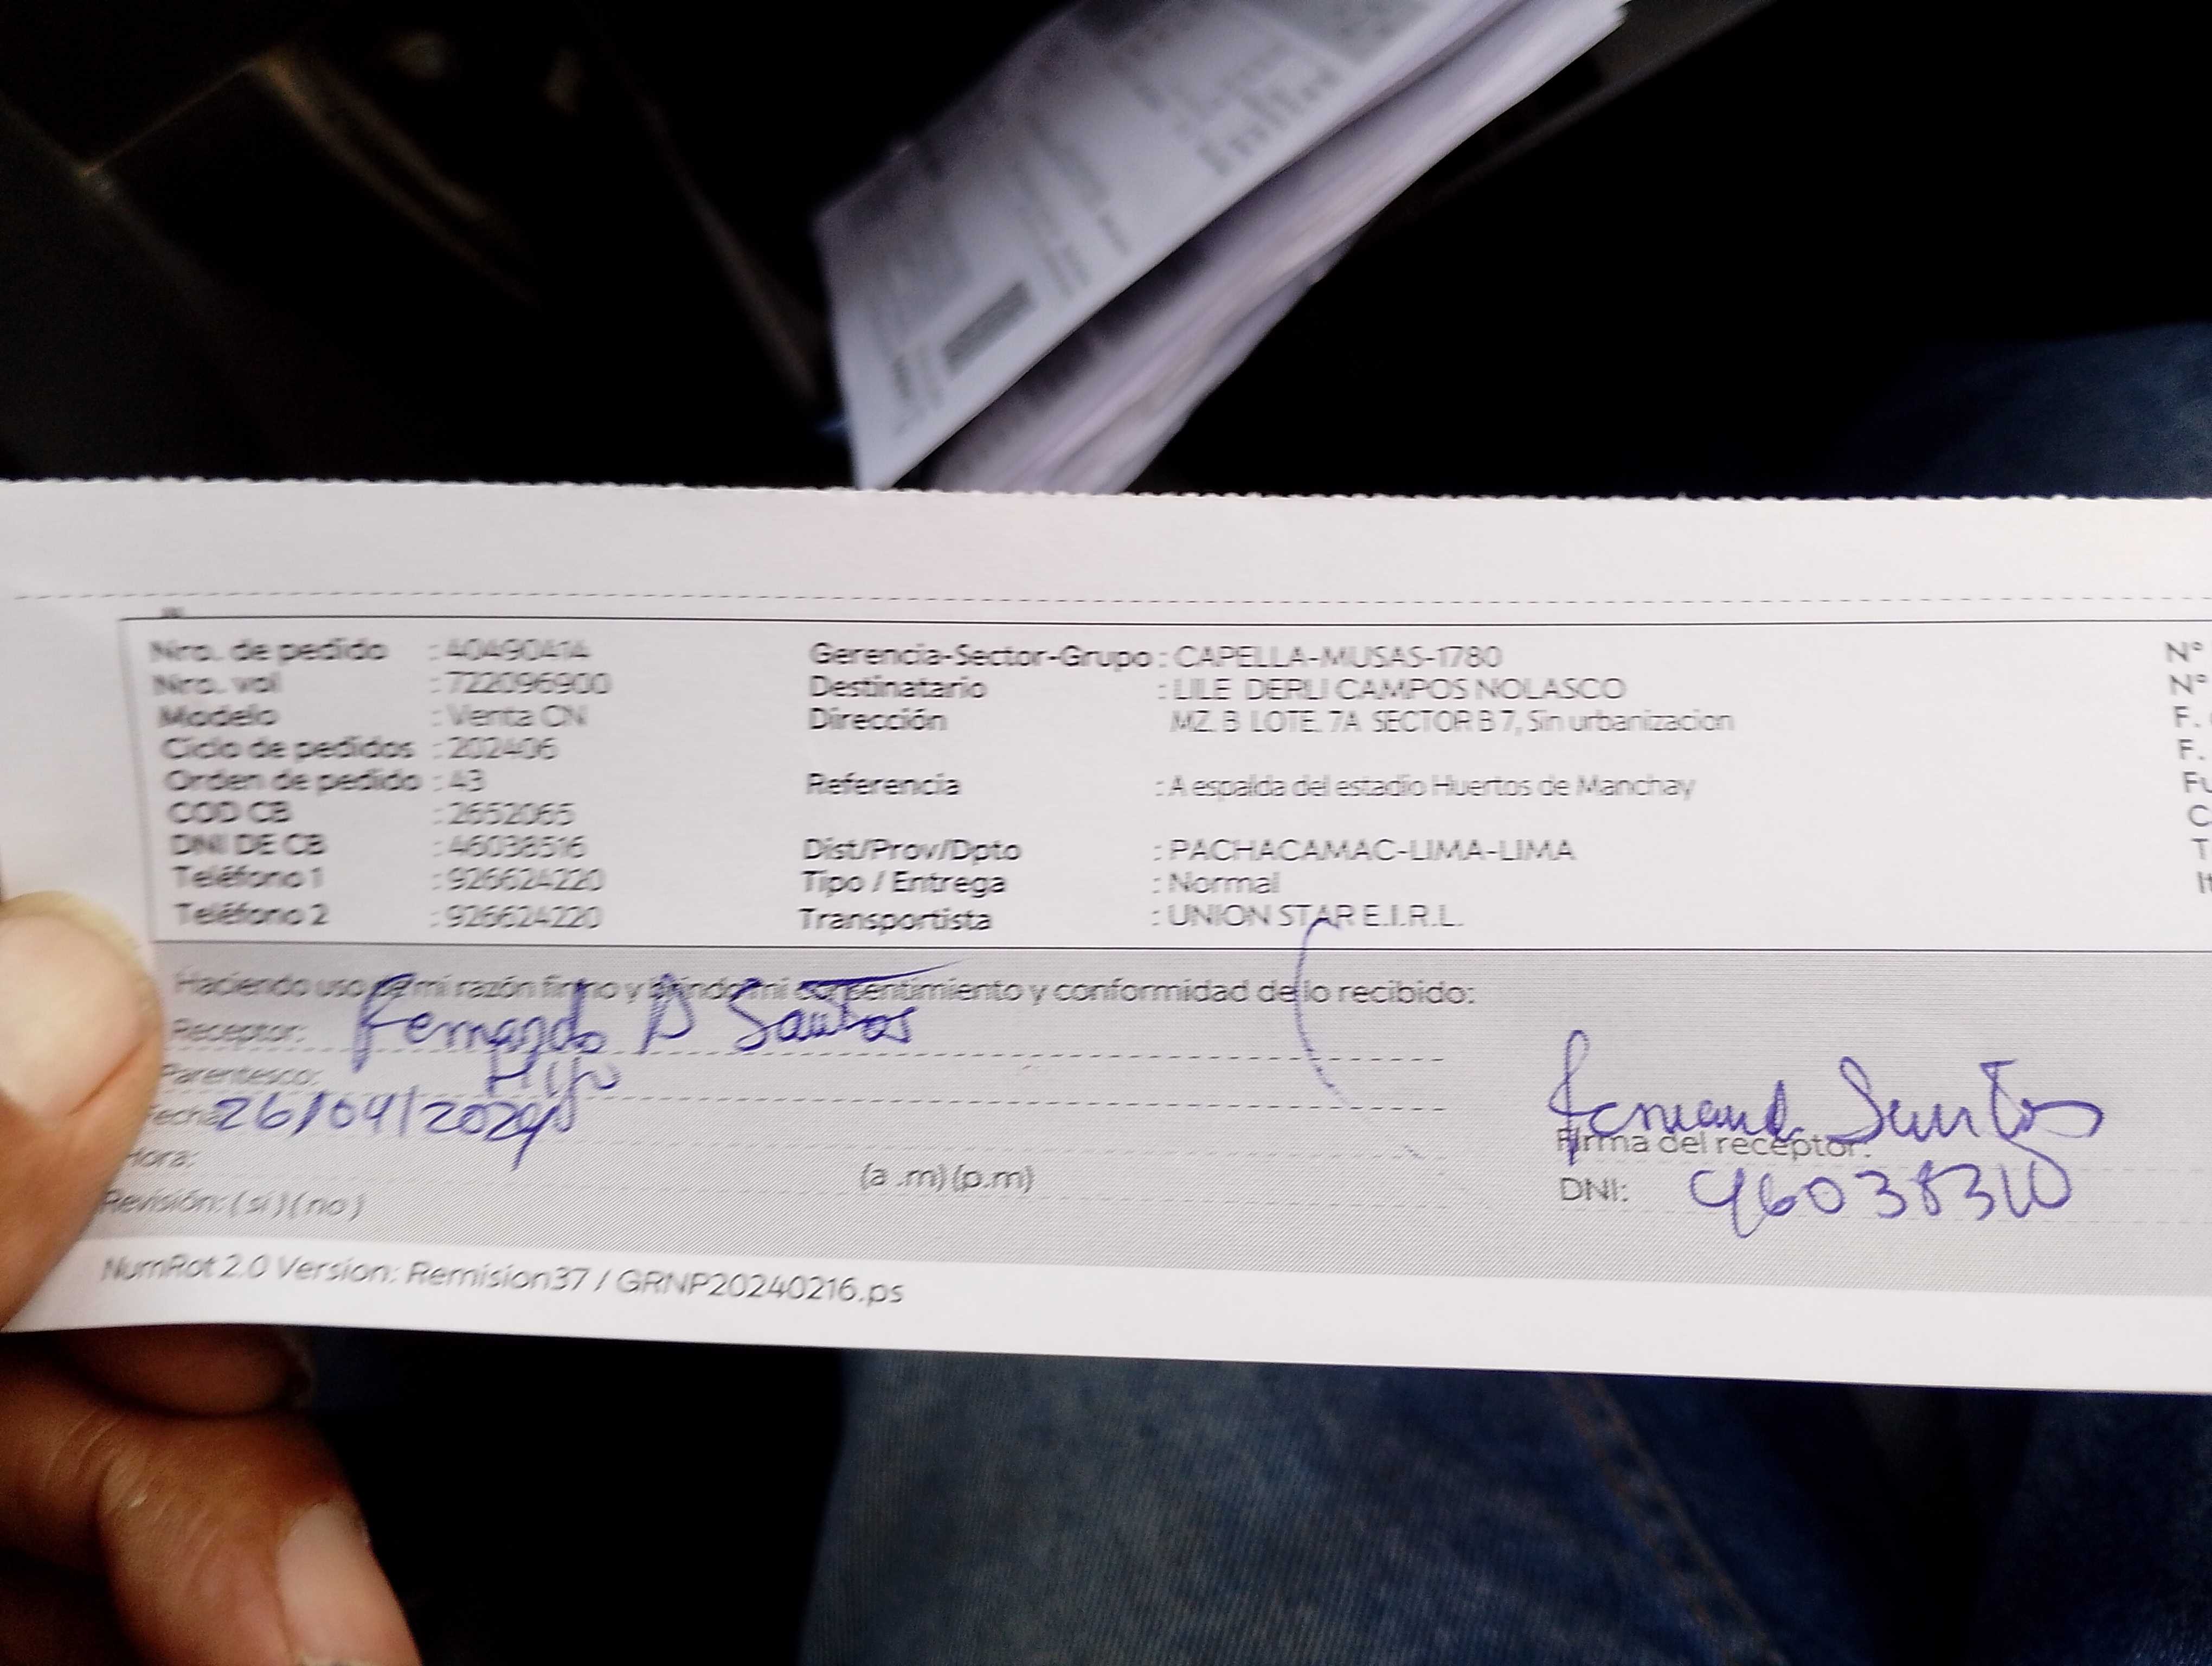 Nro. de pedido : 40490414
Nro. vol : 722096900
Modelo : Venta CN
Ciclo de pedidos : 202406
Orden de pedido : 43
COD CB : 2652065
DNI DE CB : 46038516
Teléfono 1 : 926624220
Teléfono 2 : 926624220
Gerencia-Sector-Grupo : CAPELLA-MUSAS-1780
Destinatario : LILE DERLI CAMPOS NOLASCO
Dirección MZ. B LOTE. 7A SECTOR B 7, Sin urbanizacion
Referencia : A espalda del estadio Huertos de Manchay
Dist/Prov/Dpto : PACHACAMAC-LIMA-LIMA
Tipo / Entrega : Normal
Transportista : UNION STAR E.I.R.L.
N°
N°
F.
F.
Haciendo uso de mi razón firmo y brindo mi consentimiento y conformidad de lo recibido:
Receptor: Fernando D Santos
Parentesco: Hijo
Fecha 26/04/2024
Hora: (a .m) (p.m)
Revisión: ( si ) ( no )
Fernand Santos
Firma del receptor:
DNI:
NumRot 2.0 Version: Remision37 / GRNP20240216.ps